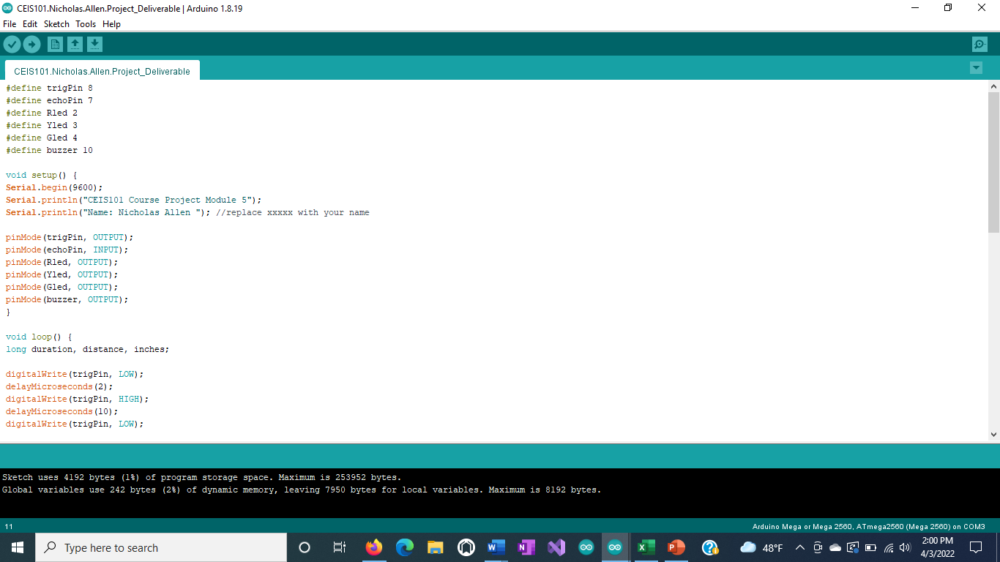 CEIS101.Nicholas.Allen.Project_Deliverable | Arduino 1.8.19
File Edit Sketch Tools Help
CEIS101.Nicholas.Allen.Project_Deliverable
#define trigPin 8
#define echoPin 7
#define Rled 2
#define Yled 3
#define Gled 4
#define buzzer 10
void setup() {
Serial.begin(9600);
Serial.println("CEIS101 Course Project Module 5");
Serial.println("Name: Nicholas Allen "); //replace xxxxx with your name
pinMode(trigPin, OUTPUT);
pinMode(echoPin, INPUT);
pinMode(Rled, OUTPUT);
pinMode(Yled, OUTPUT);
pinMode(Gled, OUTPUT);
pinMode(buzzer, OUTPUT);
}
void loop() {
long duration, distance, inches;
digitalWrite(trigPin, LOW);
delayMicroseconds(2);
digitalWrite(trigPin, HIGH);
delayMicroseconds(10);
digitalWrite(trigPin, LOW);
Sketch uses 4192 bytes (1%) of program storage space. Maximum is 253952 bytes.
Global variables use 242 bytes (2%) of dynamic memory, leaving 7950 bytes for local variables. Maximum is 8192 bytes.
11 Arduino Mega or Mega 2560, ATmega2560 (Mega 2560) on COM3
Type here to search
48°F
2:00 PM
4/3/2022